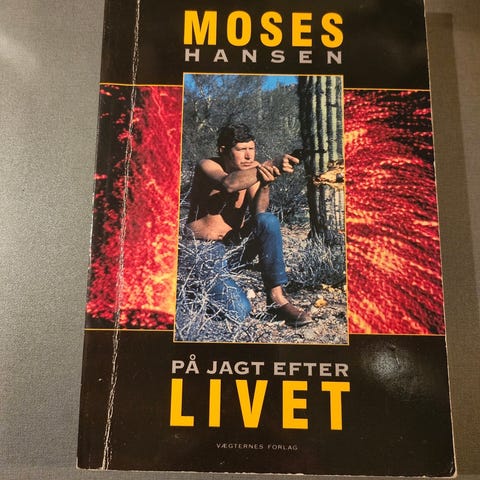 MOSES
HANSEN
PÅ JAGT EFTER
LIVET
VÆGTERNES FORLAG